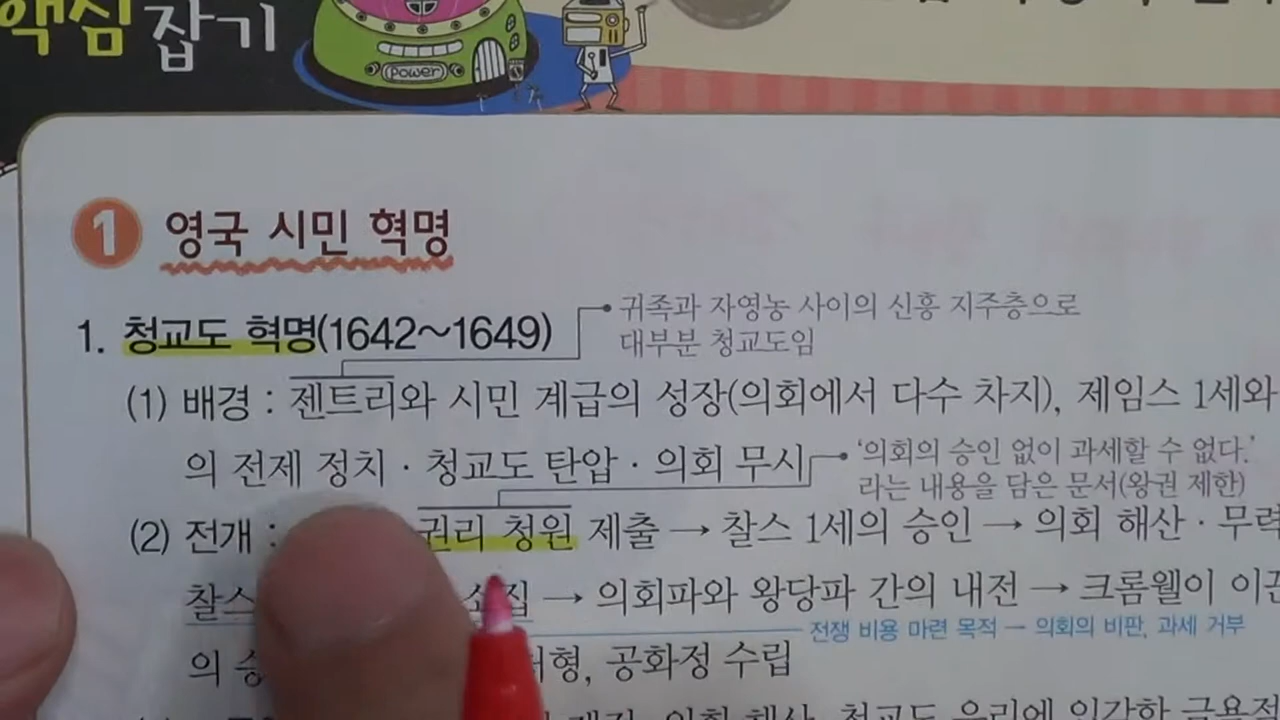 핵심 잡기
power
1 영국 시민 혁명
귀족과 자영농 사이의 신흥 지주층으로
대부분 청교도임
1. 청교도 혁명(1642~1649)
(1) 배경 : 젠트리와 시민 계급의 성장(의회에서 다수 차지), 제임스 1세와
의 전제 정치 · 청교도 탄압 · 의회 무시
'의회의 승인 없이 과세할 수 없다.'
라는 내용을 담은 문서(왕권 제한)
(2) 전개 : 권리 청원 제출 → 찰스 1세의 승인 → 의회 해산 · 무력
찰스 → 의회파와 왕당파 간의 내전 → 크롬웰이
전쟁 비용 마련 목적 - 의회의 비판, 과세 거부
의 공화정 수립